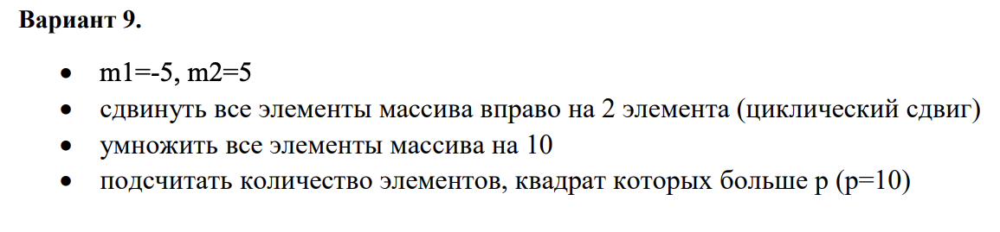 Вариант 9.
• m1=-5, m2=5
• сдвинуть все элементы массива вправо на 2 элемента (циклический сдвиг)
• умножить все элементы массива на 10
• подсчитать количество элементов, квадрат которых больше p (p=10)